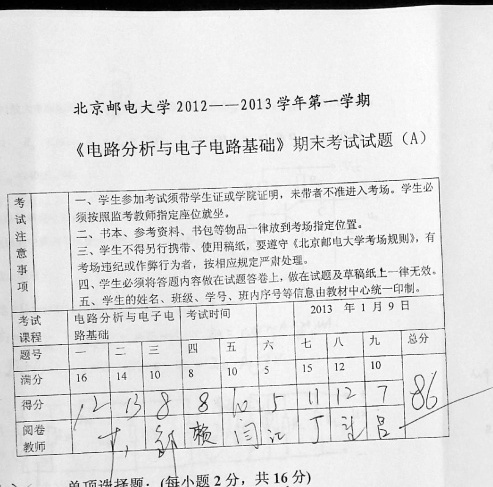 北京邮电大学 2012——2013 学年第一学期
《电路分析与电子电路基础》期末考试试题（A）
考试注意事项
一、学生参加考试须带学生证或学院证明，未带者不准进入考场。学生必
须按照监考教师指定座位就坐。
二、书本、参考资料、书包等物品一律放到考场指定位置。
三、学生不得另行携带、使用稿纸，要遵守《北京邮电大学考场规则》，有
考场违纪或作弊行为者，按相应规定严肃处理。
四、学生必须将答题内容做在试题答卷上，做在试题及草稿纸上一律无效。
五、学生的姓名、班级、学号、班内序号等信息由教材中心统一印制。
考试 电路分析与电子电 考试时间 2013 年 1 月 9 日
课程 路基础
题号 一 二 三 四 五 六 七 八 九 总分
满分 16 14 10 8 10 5 15 12 10
得分 12 13 8 8 10 5 11 12 7 86
阅卷
教师 赖 闫 江 丁 吕
单项选择题：(每小题 2 分，共 16 分)